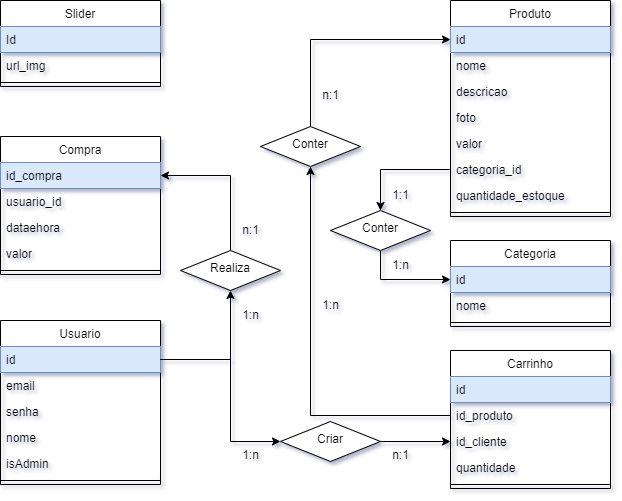 Slider
Id
url_img
Compra
id_compra
usuario_id
dataehora
valor
Usuario
id
email
senha
nome
isAdmin
n:1
Realiza
1:n
1:n
Criar
n:1
n:1
Conter
1:n
1:1
Conter
1:n
Produto
id
nome
descricao
foto
valor
categoria_id
quantidade_estoque
Categoria
id
nome
Carrinho
id
id_produto
id_cliente
quantidade